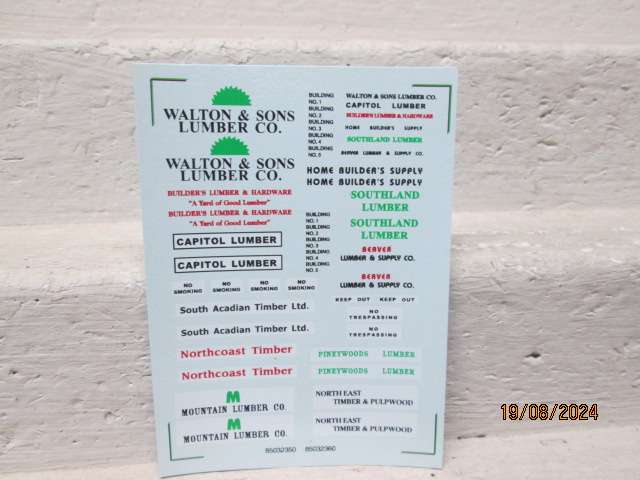 WALTON & SONS
LUMBER CO.
WALTON & SONS
LUMBER CO.
BUILDER'S LUMBER & HARDWARE
"A Yard of Good Lumber"
BUILDER'S LUMBER & HARDWARE
"A Yard of Good Lumber"
CAPITOL LUMBER
CAPITOL LUMBER
NO SMOKING
NO SMOKING
NO SMOKING
NO SMOKING
South Acadian Timber Ltd.
South Acadian Timber Ltd.
Northcoast Timber
Northcoast Timber
M
MOUNTAIN LUMBER CO.
M
MOUNTAIN LUMBER CO.
BUILDING
NO. 1
BUILDING
NO. 2
BUILDING
NO. 3
BUILDING
NO. 4
BUILDING
NO. 5
WALTON & SONS LUMBER CO.
CAPITOL LUMBER
BUILDER'S LUMBER & HARDWARE
HOME BUILDER'S SUPPLY
SOUTHLAND LUMBER
BEAVER LUMBER & SUPPLY CO.
HOME BUILDER'S SUPPLY
HOME BUILDER'S SUPPLY
SOUTHLAND
LUMBER
SOUTHLAND
LUMBER
BUILDING
NO. 1
BUILDING
NO. 2
BUILDING
NO. 3
BUILDING
NO. 4
BUILDING
NO. 5
BEAVER
LUMBER & SUPPLY CO.
BEAVER
LUMBER & SUPPLY CO.
KEEP OUT KEEP OUT
NO
TRESPASSING
NO
TRESPASSING
PINEYWOODS LUMBER
PINEYWOODS LUMBER
NORTH EAST
TIMBER & PULPWOOD
NORTH EAST
TIMBER & PULPWOOD
85032350 85032360
19/08/2024